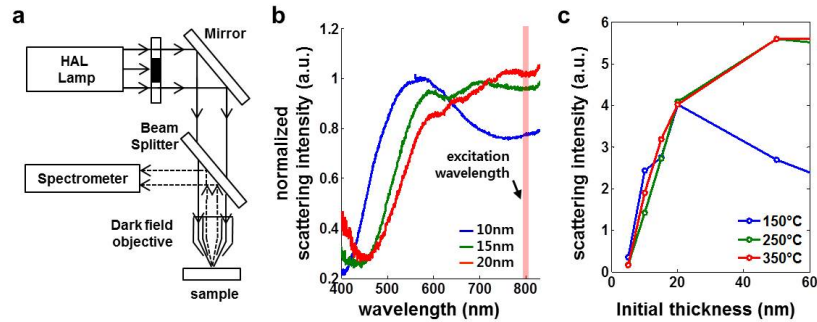 a
HAL
Lamp
Mirror
Beam
Splitter
Spectrometer
Dark field
objective
sample
b
normalized
scattering intensity (a.u.)
1.2
1
0.8
0.6
0.4
0.2
400
500
600
700
800
wavelength (nm)
excitation
wavelength
10nm
15nm
20nm
c
scattering intensity (a.u.)
6
5
4
3
2
1
0
0
20
40
60
Initial thickness (nm)
150°C
250°C
350°C